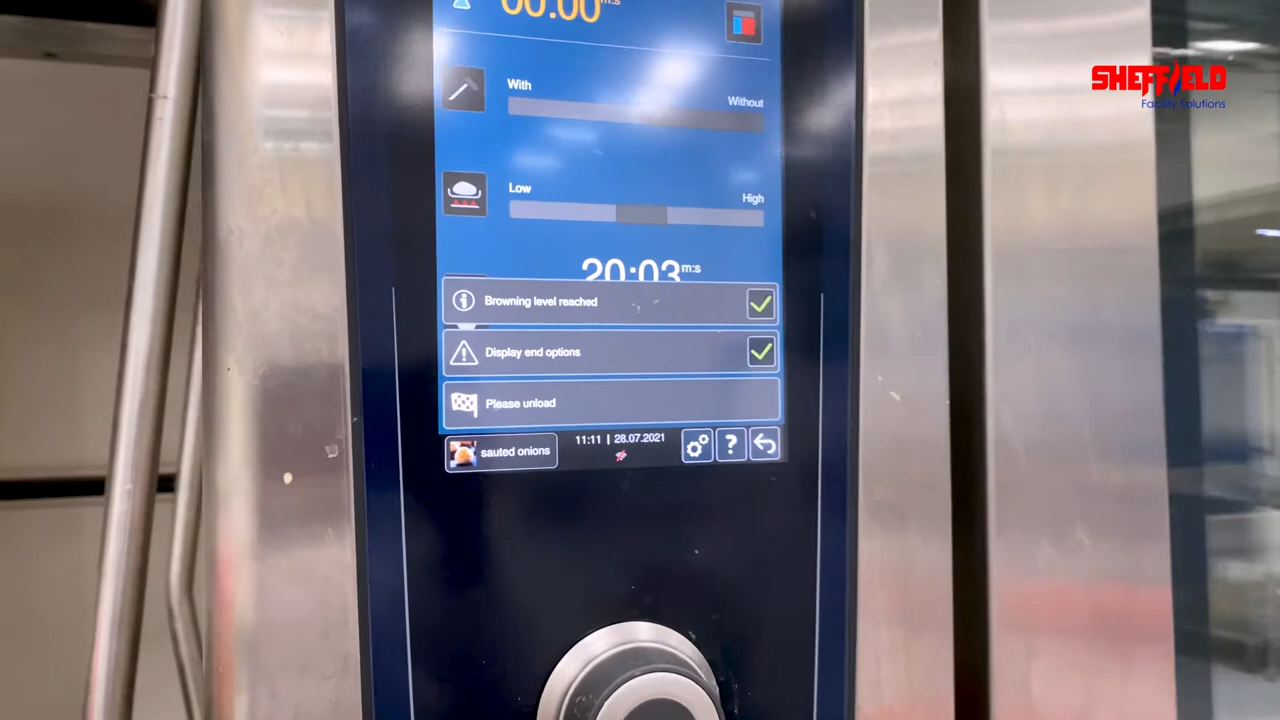 00:00 m:s
SHEFFIELD
Facility Solutions
With
Without
Low
High
20:03 m:s
Browning level reached
Display end options
Please unload
sauted onions
11:11 | 28.07.2021
?